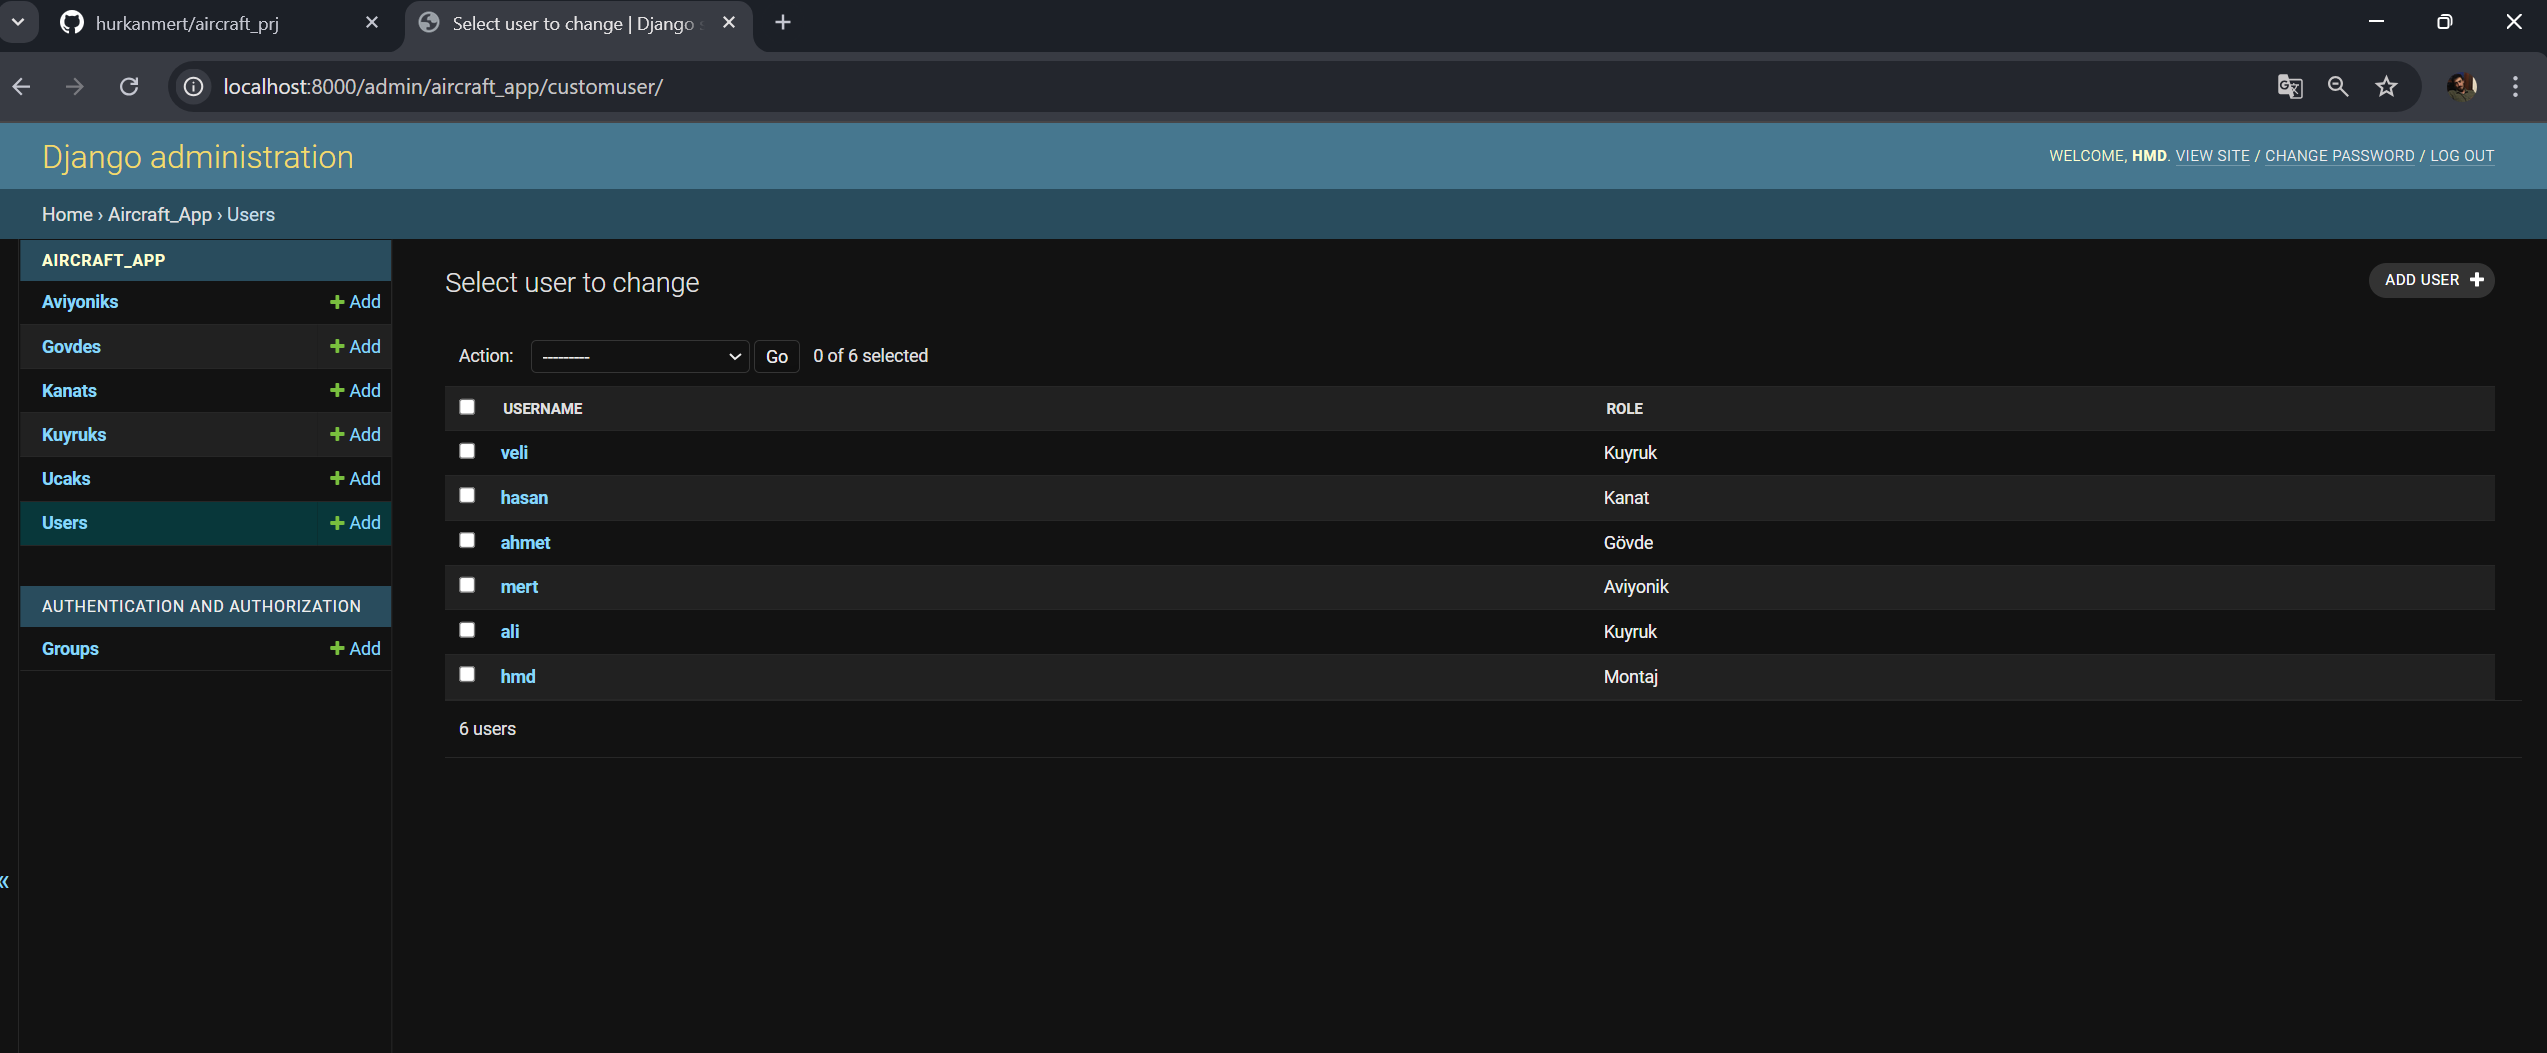 hurkanmert/aircraft_prj
Select user to change | Django
localhost:8000/admin/aircraft_app/customuser/
Django administration
WELCOME, HMD. VIEW SITE / CHANGE PASSWORD / LOG OUT
Home › Aircraft_App › Users
AIRCRAFT_APP
Aviyoniks + Add
Govdes + Add
Kanats + Add
Kuyruks + Add
Ucaks + Add
Users + Add
AUTHENTICATION AND AUTHORIZATION
Groups + Add
«
Select user to change
ADD USER +
Action: --------- Go 0 of 6 selected
USERNAME ROLE
veli Kuyruk
hasan Kanat
ahmet Gövde
mert Aviyonik
ali Kuyruk
hmd Montaj
6 users